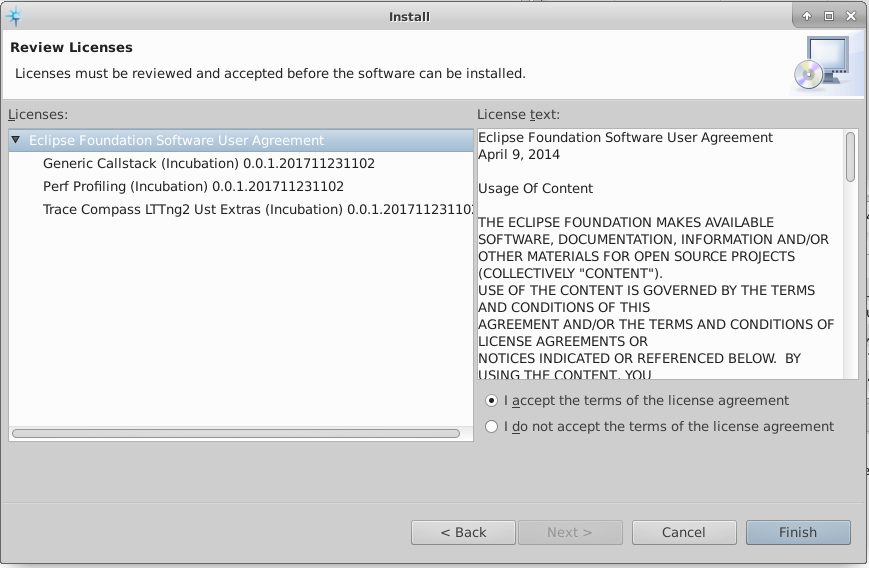 Install
Review Licenses
Licenses must be reviewed and accepted before the software can be installed.
Licenses:
Eclipse Foundation Software User Agreement
Generic Callstack (Incubation) 0.0.1.201711231102
Perf Profiling (Incubation) 0.0.1.201711231102
Trace Compass LTTng2 Ust Extras (Incubation) 0.0.1.20171123110
License text:
Eclipse Foundation Software User Agreement
April 9, 2014
Usage Of Content
THE ECLIPSE FOUNDATION MAKES AVAILABLE
SOFTWARE, DOCUMENTATION, INFORMATION AND/OR
OTHER MATERIALS FOR OPEN SOURCE PROJECTS
(COLLECTIVELY "CONTENT").
USE OF THE CONTENT IS GOVERNED BY THE TERMS
AND CONDITIONS OF THIS
AGREEMENT AND/OR THE TERMS AND CONDITIONS OF
LICENSE AGREEMENTS OR
NOTICES INDICATED OR REFERENCED BELOW.  BY
USING THE CONTENT, YOU
I accept the terms of the license agreement
I do not accept the terms of the license agreement
< Back
Next >
Cancel
Finish